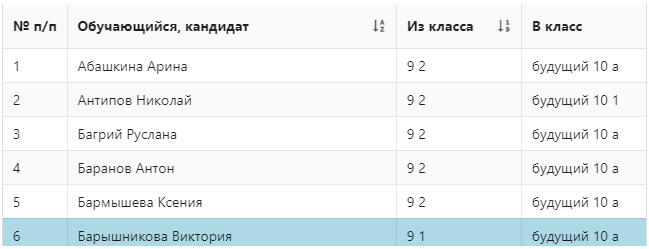 № п/п Обучающийся, кандидат Из класса В класс
1 Абашкина Арина 9 2 будущий 10 а
2 Антипов Николай 9 2 будущий 10 1
3 Багрий Руслана 9 2 будущий 10 а
4 Баранов Антон 9 2 будущий 10 а
5 Бармышева Ксения 9 2 будущий 10 а
6 Барышникова Виктория 9 1 будущий 10 а